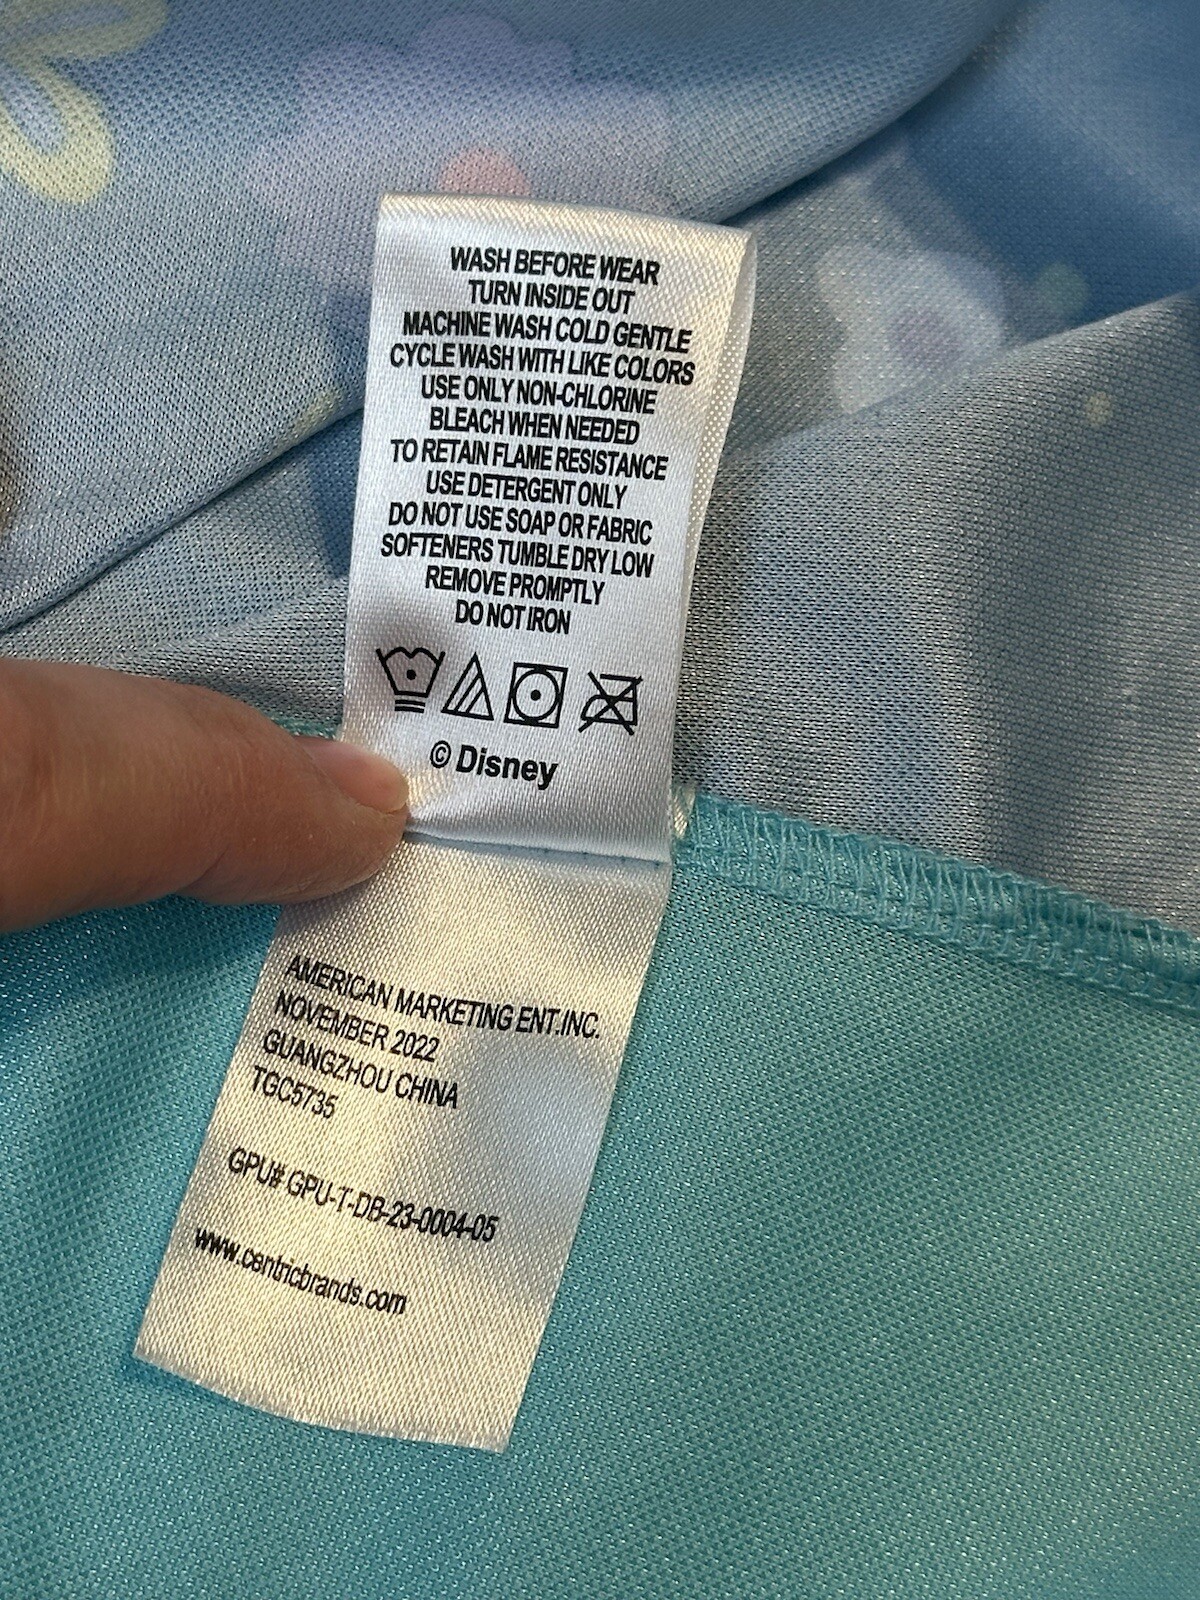 WASH BEFORE WEAR
TURN INSIDE OUT
MACHINE WASH COLD GENTLE
CYCLE WASH WITH LIKE COLORS
USE ONLY NON-CHLORINE
BLEACH WHEN NEEDED
TO RETAIN FLAME RESISTANCE
USE DETERGENT ONLY
DO NOT USE SOAP OR FABRIC
SOFTENERS TUMBLE DRY LOW
REMOVE PROMPTLY
DO NOT IRON
© Disney
AMERICAN MARKETING ENT.INC.
NOVEMBER 2022
GUANGZHOU CHINA
TGC5735
GPU# GPU-T-DB-23-0004-05
www.centricbrands.com